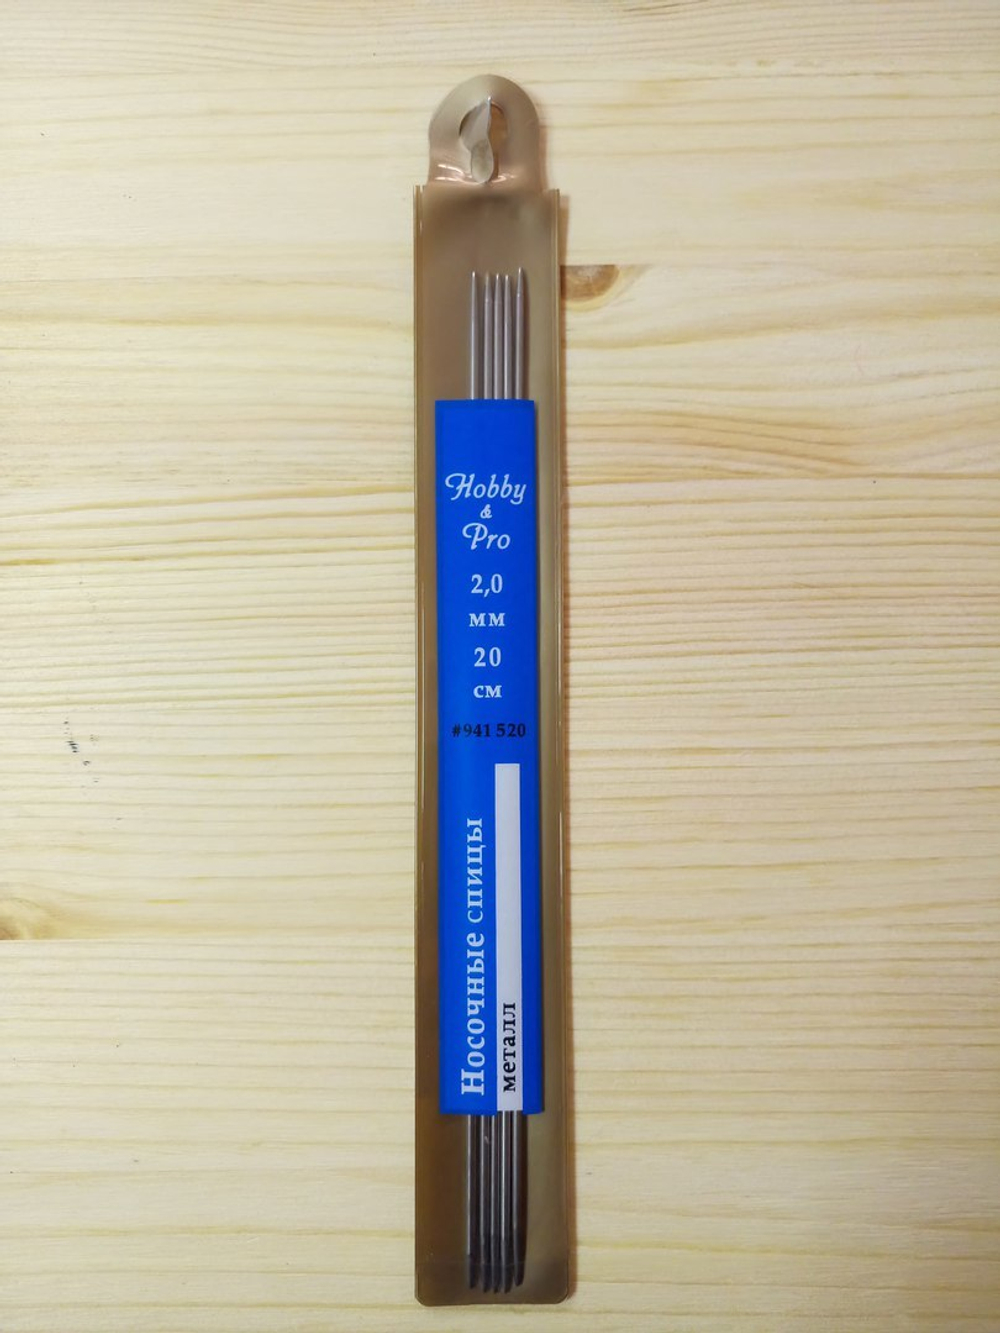 Hobby
&
Pro
2,0
мм
20
см
#941 520
Носочные спицы
металл